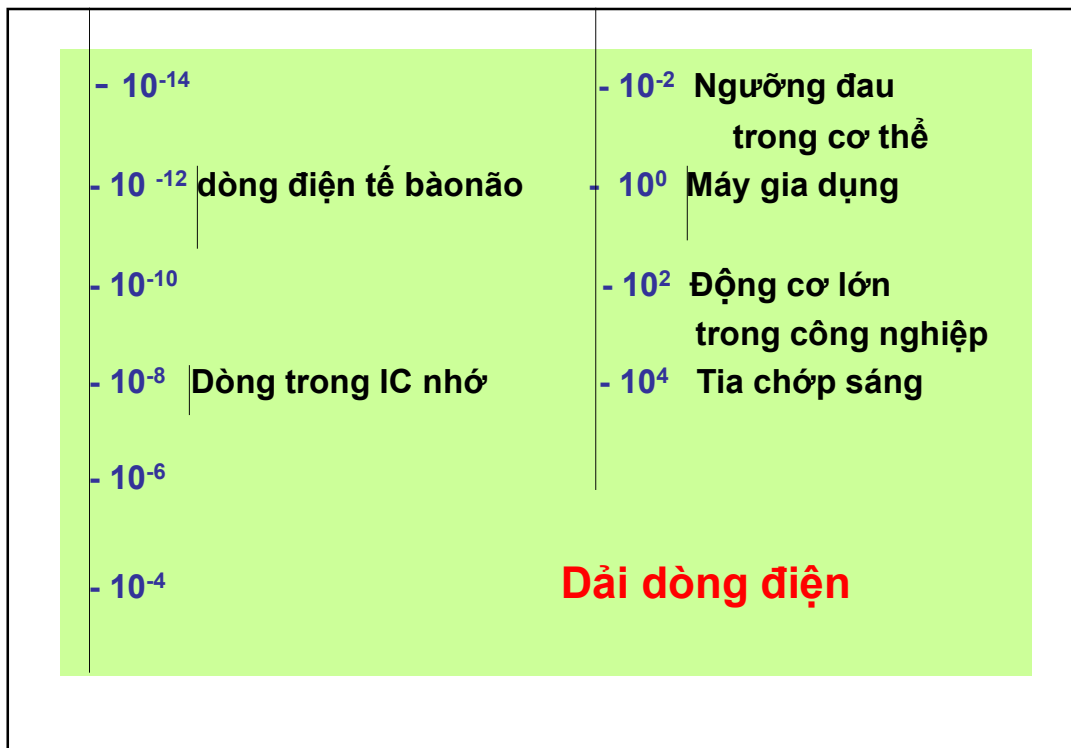 - 10⁻¹⁴
- 10⁻¹² dòng điện tế bàonão
- 10⁻¹⁰
- 10⁻⁸ Dòng trong IC nhớ
- 10⁻⁶
- 10⁻⁴
- 10⁻² Ngưỡng đau
trong cơ thể
- 10⁰ Máy gia dụng
- 10² Động cơ lớn
trong công nghiệp
- 10⁴ Tia chớp sáng
Dải dòng điện